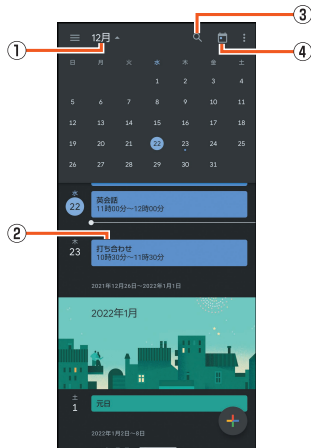 ③
① ④
12月
日 月 火 水 木 金 土
1 2 3 4
5 6 7 8 9 10 11
12 13 14 15 16 17 18
19 20 21 22 23 24 25
26 27 28 29 30 31
水
22
英会話
11時00分～12時00分
②
木
23
打ち合わせ
10時30分～11時30分
2021年12月26日～2022年1月1日
2022年1月
土
1
元日
2022年1月2日～8日